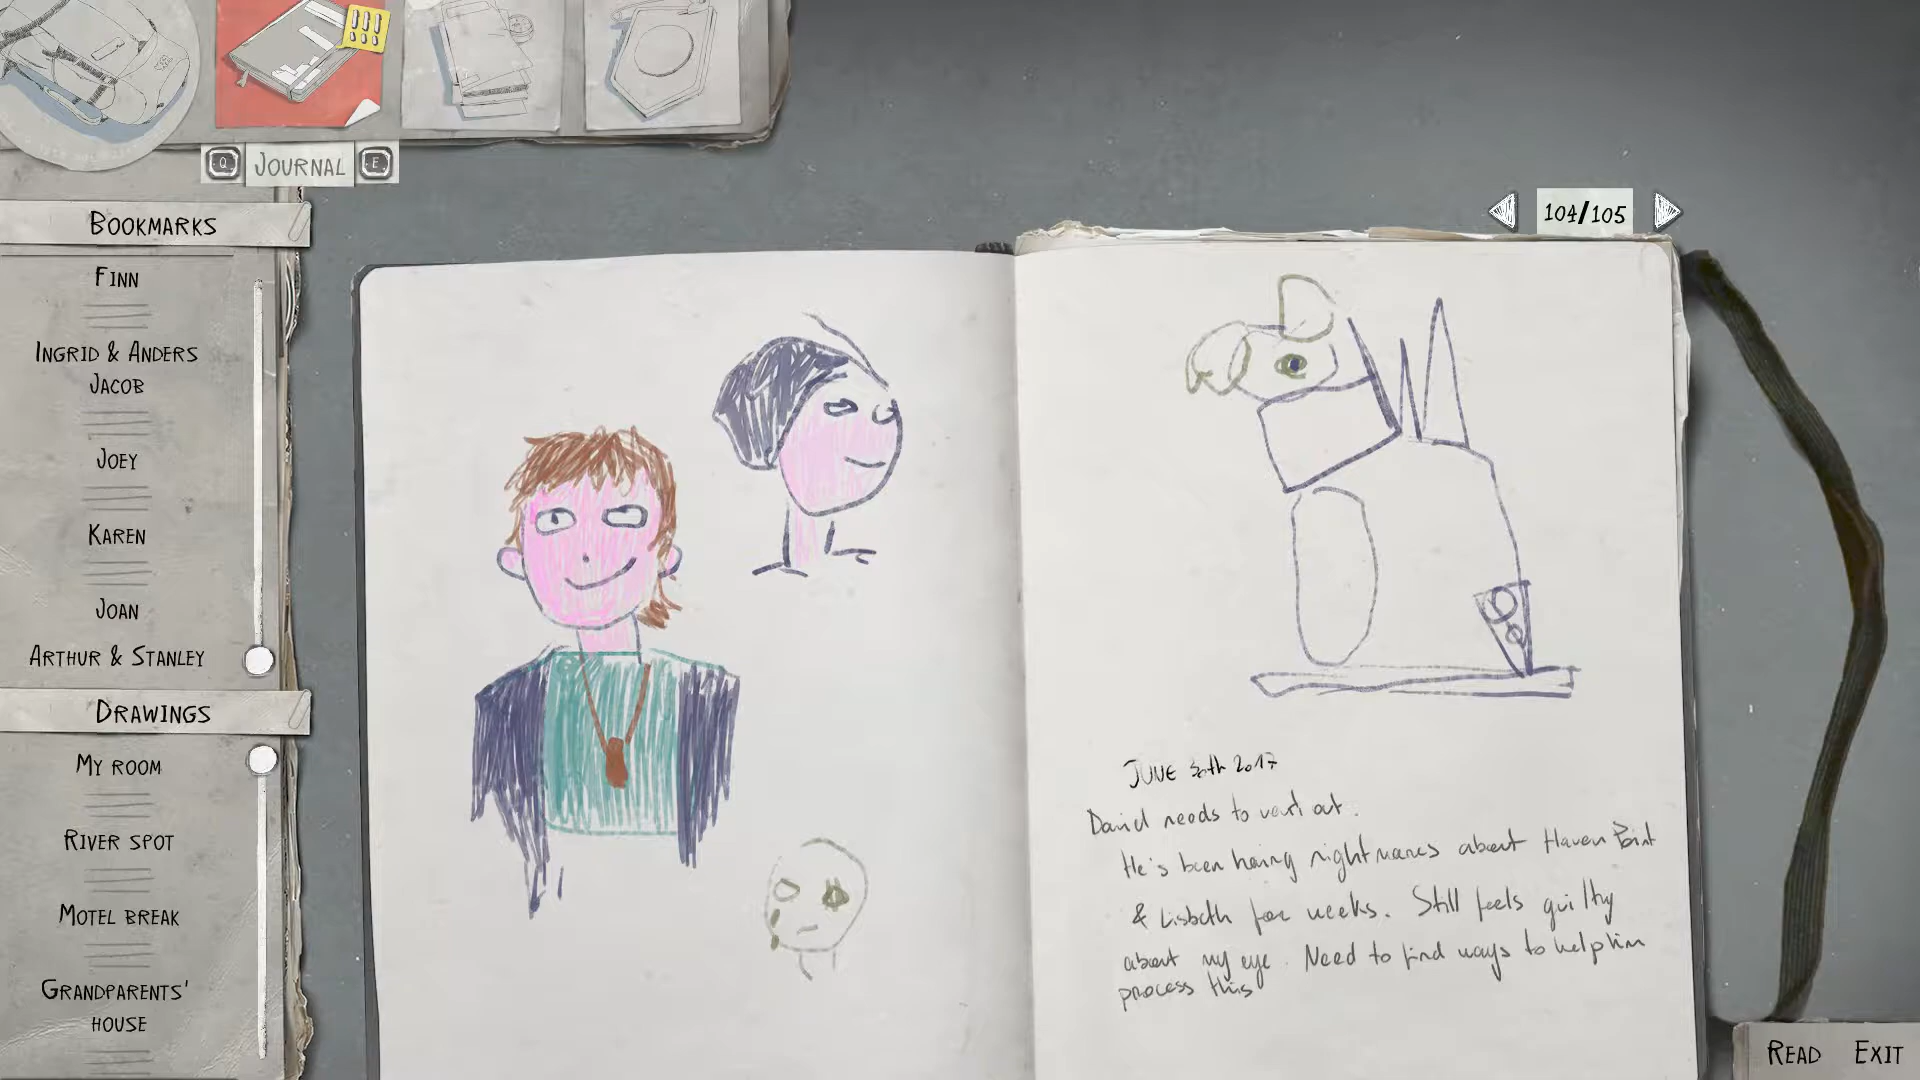 Q JOURNAL E
BOOKMARKS
FINN
INGRID & ANDERS
JACOB
JOEY
KAREN
JOAN
ARTHUR & STANLEY
DRAWINGS
MY ROOM
RIVER SPOT
MOTEL BREAK
GRANDPARENTS'
HOUSE
104/105
JUNE 30th 2017
David needs to vent out.
He's been having nightmares about Haven Point
& Lisbeth for weeks. Still feels guilty
about my eye. Need to find ways to help him
process this
READ EXIT